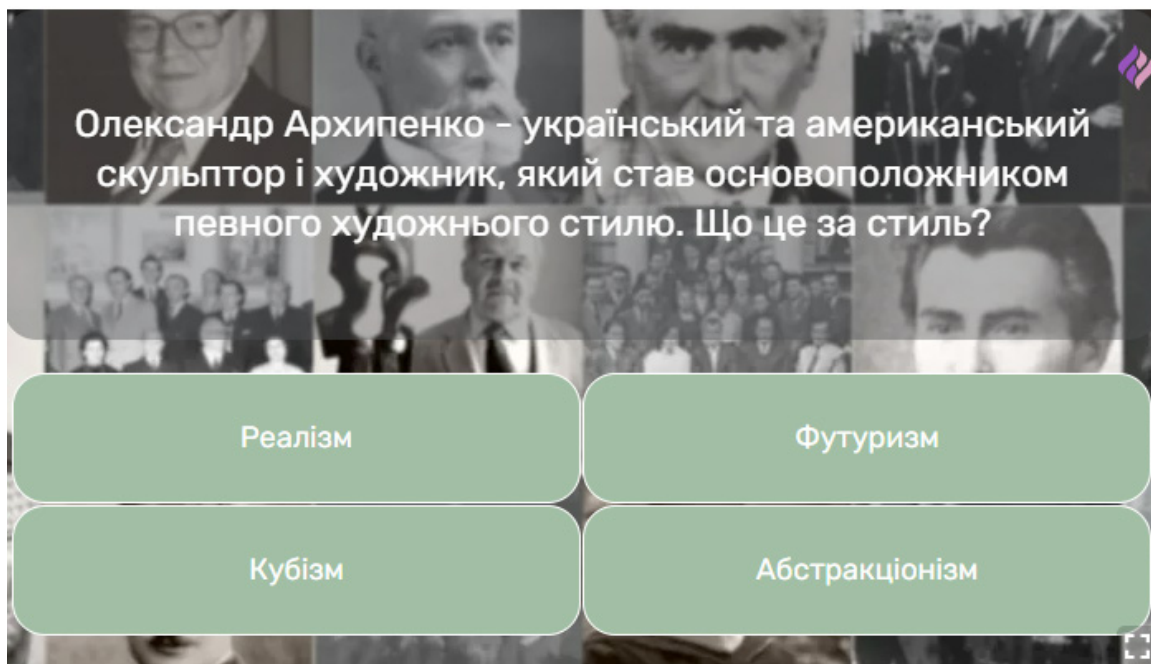 Олександр Архипенко – український та американський
скульптор і художник, який став основоположником
певного художнього стилю. Що це за стиль?
Реалізм
Футуризм
Кубізм
Абстракціонізм